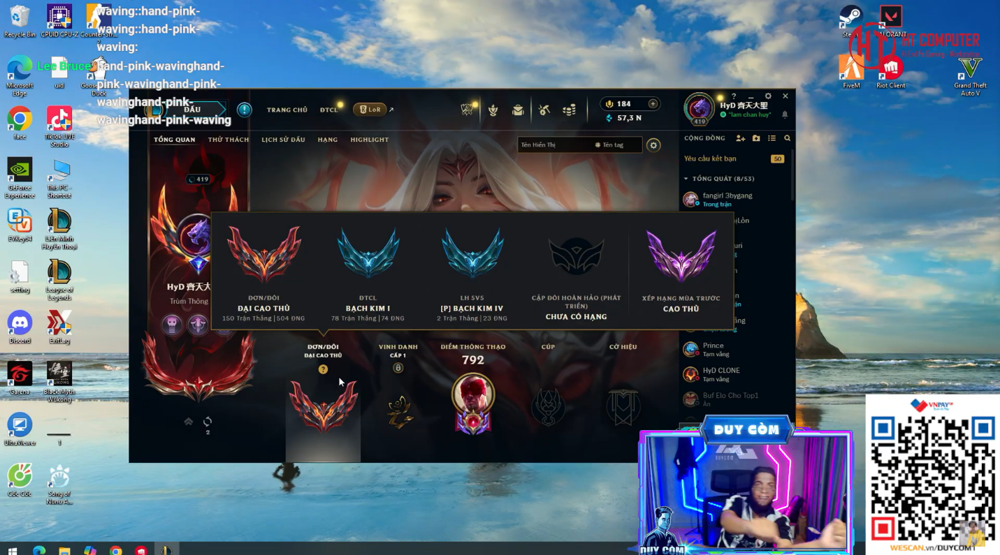 waving::hand-pink-
waving::hand-pink-
waving:
Lee Bruce
hand-pink-wavinghand-
pink-wavinghand-pink-
wavinghand-pink-
wavinghand-pink-waving
Recycle Bin
CPUID CPU-Z
Counter-Str...
Microsoft Edge
uid
Goose Duck
face
TikTok LIVE Studio
GeForce Experience
This PC - Shortcut
EVKey64
Liên Minh Huyền Thoại
setting
League of Legends
Discord
ExitLag
Garena
Black Myth Wukong
UltraViewer
1
Cốc Cốc
Song of Nunu A...
VALORANT
HT COMPUTER
FiveM
Riot Client
Grand Theft Auto V
ĐẤU
TRANG CHỦ
ĐTCL
LoR
184
57,3 N
419
HyD 齊天大聖
"lam chan huy"
TỔNG QUAN
THỬ THÁCH
LỊCH SỬ ĐẤU
HẠNG
HIGHLIGHT
Tên Hiển Thị
# Tên tag
CỘNG ĐỒNG
Yêu cầu kết bạn
50
TỔNG QUÁT (8/53)
fangirl 3bygang
Trong trận
419
HyD 齊天大
Trùm Thông
ĐƠN/ĐÔI
ĐẠI CAO THỦ
150 Trận Thắng | 504 ĐNG
ĐTCL
BẠCH KIM I
78 Trận Thắng | 74 ĐNG
LH 5V5
[P] BẠCH KIM IV
2 Trận Thắng | 23 ĐNG
CẶP ĐÔI HOÀN HẢO (PHÁT TRIỂN)
CHƯA CÓ HẠNG
XẾP HẠNG MÙA TRƯỚC
CAO THỦ
ĐƠN/ĐÔI
ĐẠI CAO THỦ
?
VINH DANH
CẤP 1
ĐIỂM THÔNG THẠO
792
CÚP
CỜ HIỆU
2
Prince
Tạm vắng
HyD CLONE
Tạm vắng
Buf Elo Cho Top1
Ẩn
DUY CÒM
DUYCOM
DUY COM
VNPAY
WESCAN.vn/DUYCOM1